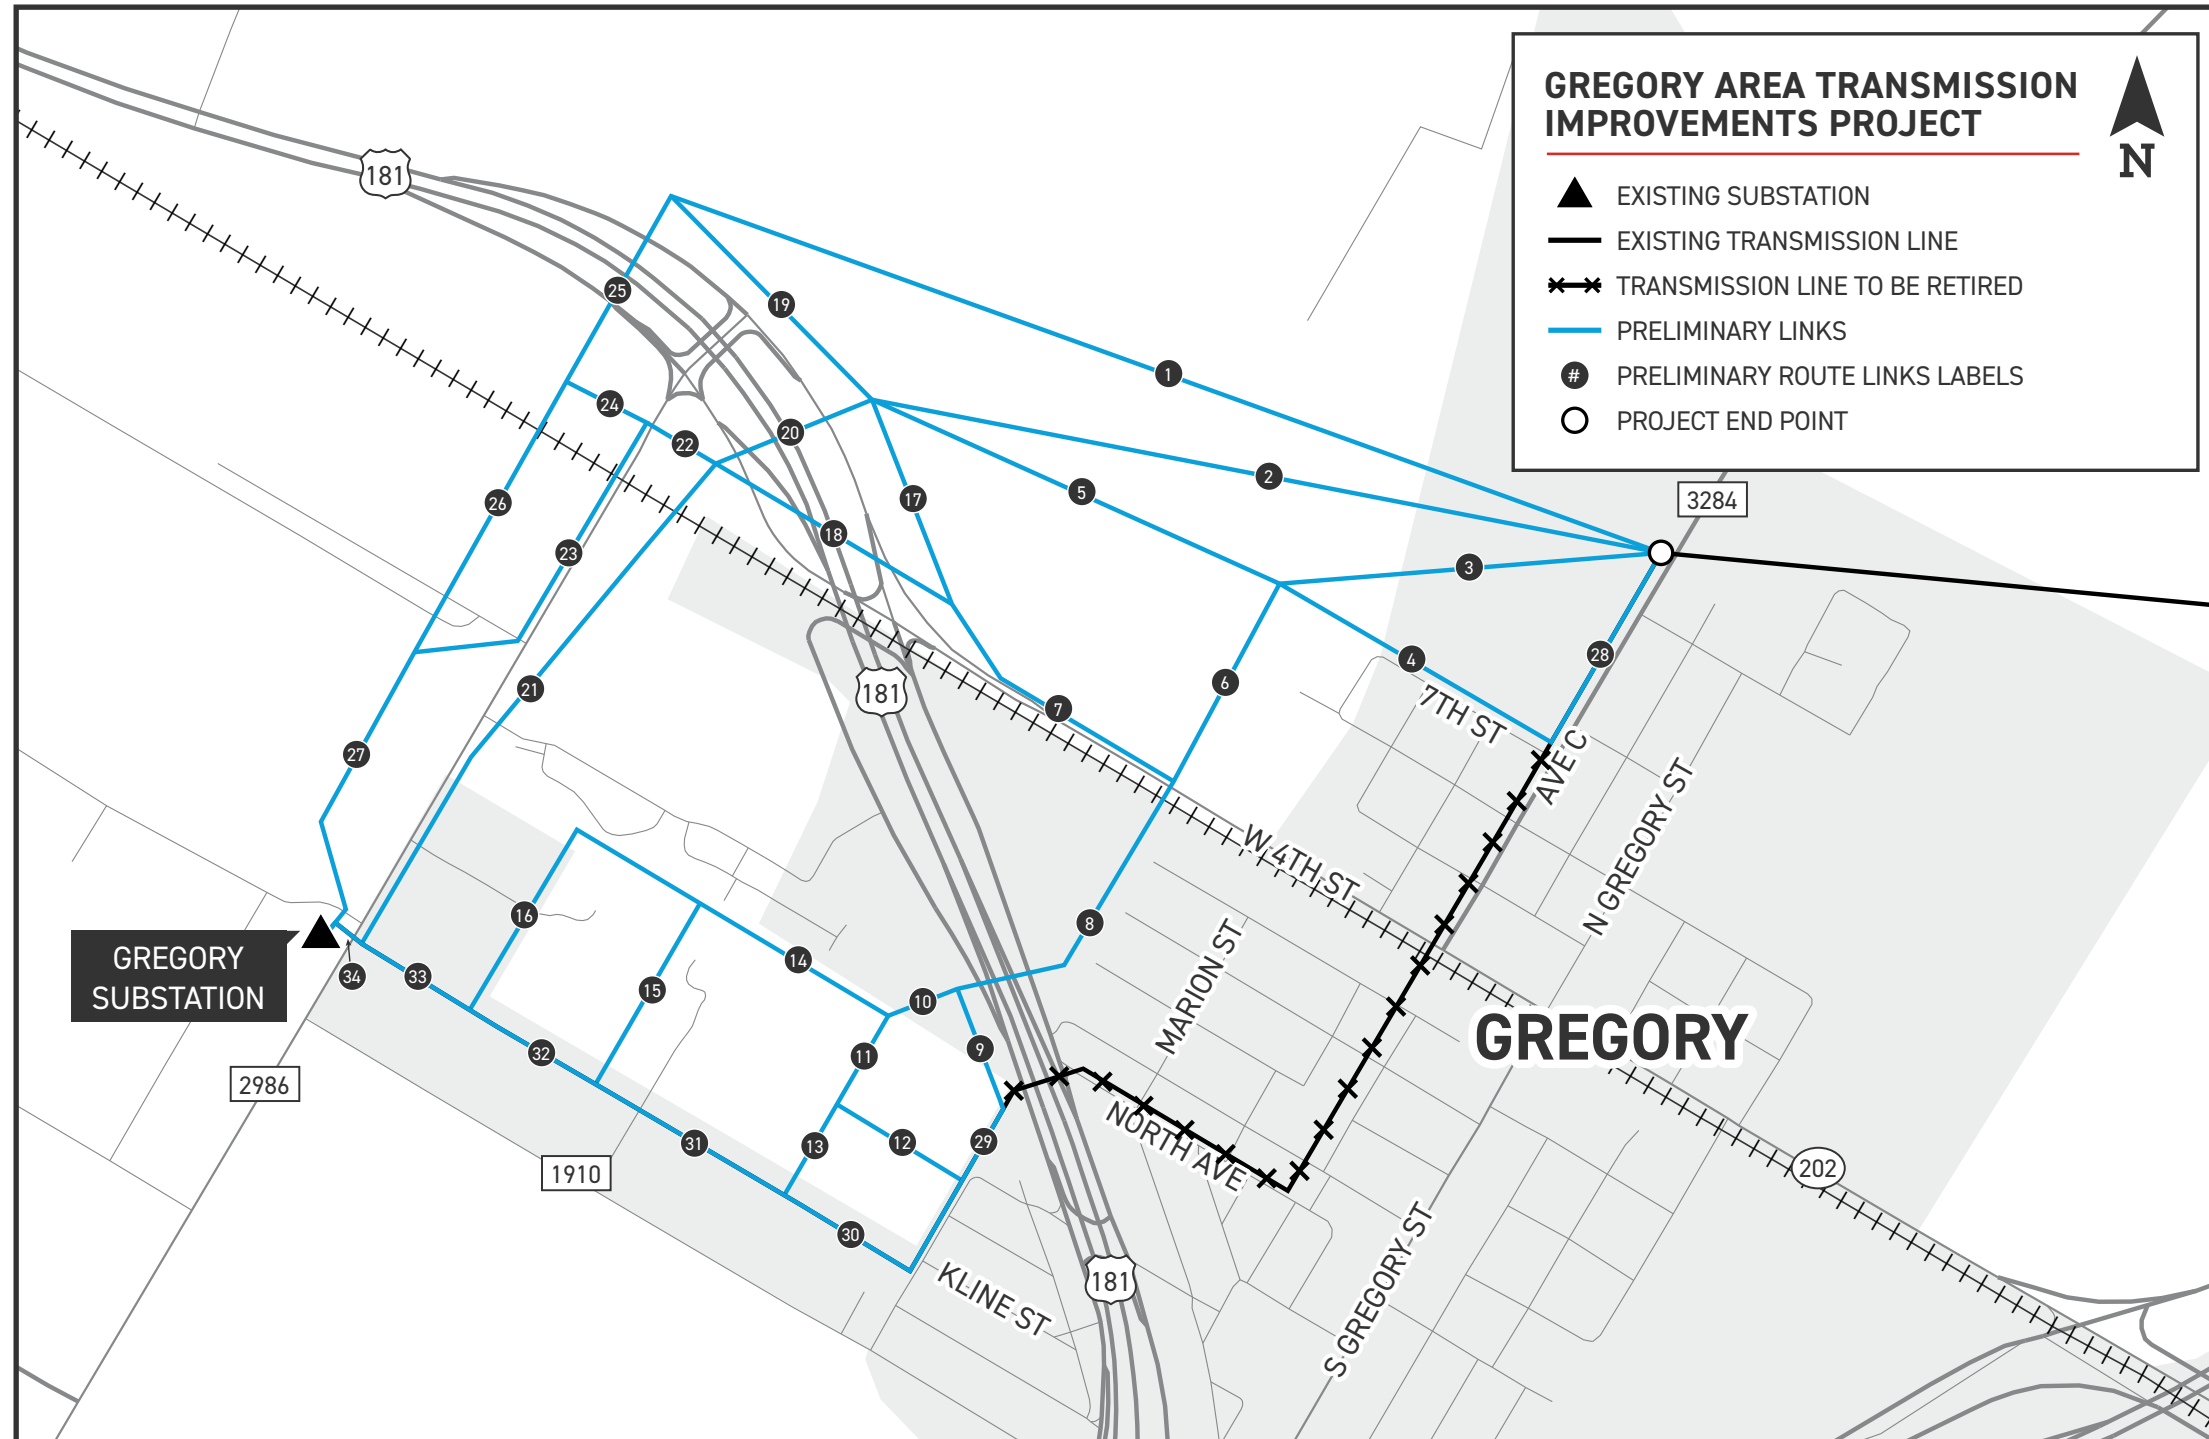 GREGORY AREA TRANSMISSION
IMPROVEMENTS PROJECT
N
EXISTING SUBSTATION
EXISTING TRANSMISSION LINE
TRANSMISSION LINE TO BE RETIRED
PRELIMINARY LINKS
# PRELIMINARY ROUTE LINKS LABELS
PROJECT END POINT
181
25
19
1
24
22
20
2
5
17
3284
26
18
23
3
28
4
6
21
181
7
7TH ST
AVE C
27
N GREGORY ST
W 4TH ST
16
8
14
MARION ST
GREGORY
SUBSTATION
34
33
15
10
GREGORY
32
11
9
2986
31
13
12
29
NORTH AVE
1910
202
30
KLINE ST
181
S GREGORY ST